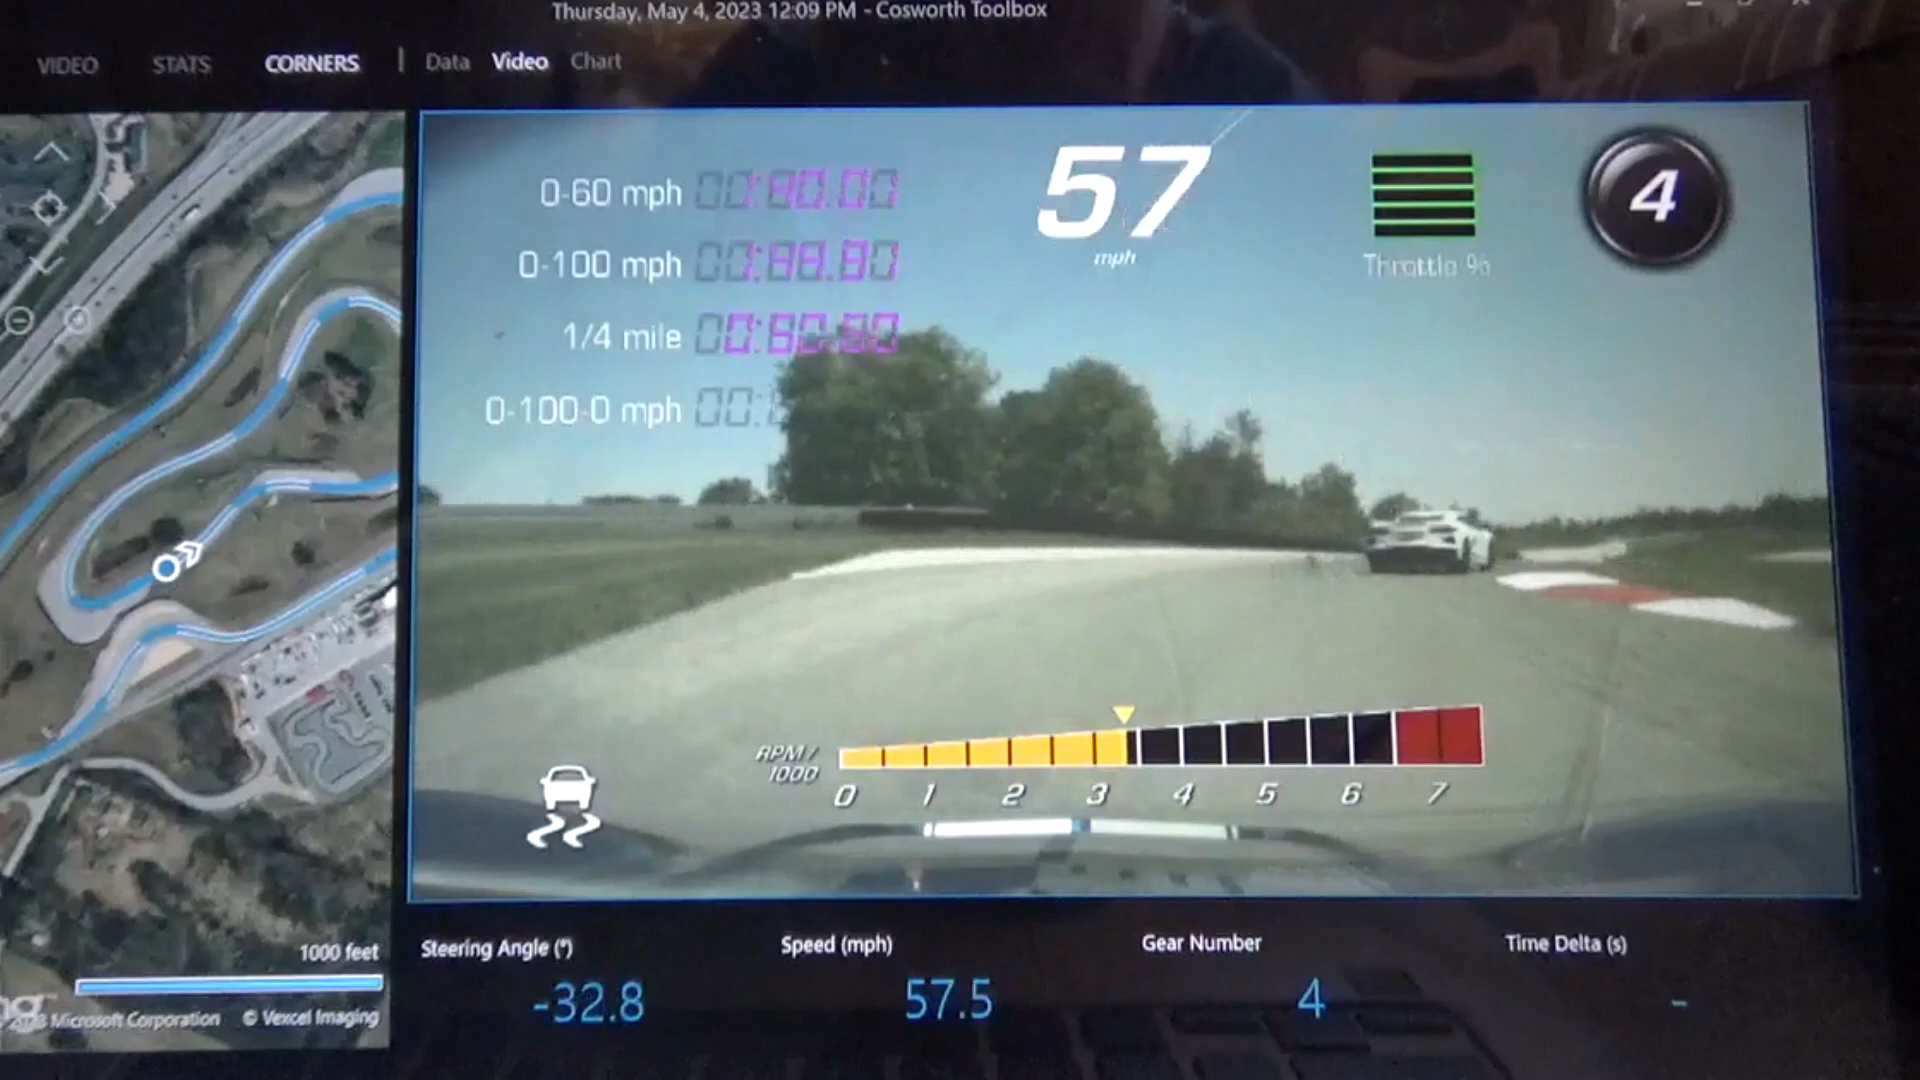 Thursday, May 4, 2023 12:09 PM - Cosworth Toolbox
VIDEO STATS CORNERS | Data Video Chart
0-60 mph
0-100 mph
1/4 mile
0-100-0 mph
57
mph
Throttle %
4
RPM / 1000
0 1 2 3 4 5 6 7
1000 feet
Microsoft Corporation © Vexcel Imaging
Steering Angle (°) Speed (mph) Gear Number Time Delta (s)
-32.8 57.5 4 -